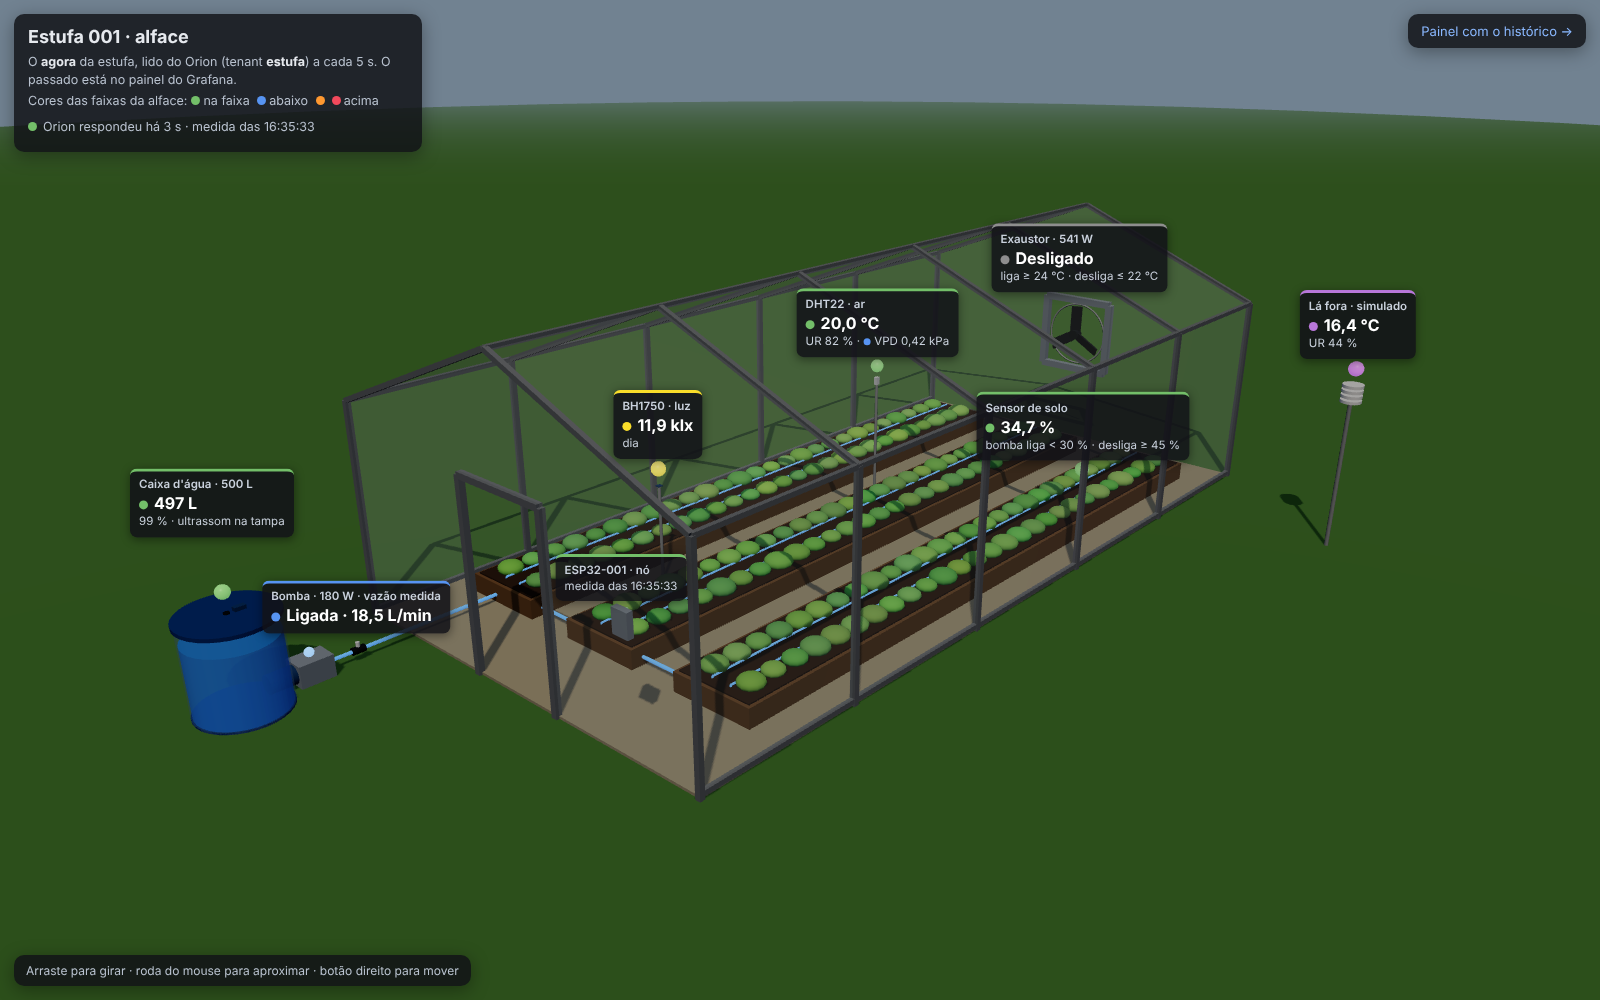 Estufa 001 · alface
O agora da estufa, lido do Orion (tenant estufa) a cada 5 s. O
passado está no painel do Grafana.
Cores das faixas da alface: na faixa abaixo acima
Orion respondeu há 3 s · medida das 16:35:33
Painel com o histórico →
Exaustor · 541 W
Desligado
liga ≥ 24 °C · desliga ≤ 22 °C
DHT22 · ar
20,0 °C
UR 82 % · VPD 0,42 kPa
Lá fora · simulado
16,4 °C
UR 44 %
BH1750 · luz
11,9 klx
dia
Sensor de solo
34,7 %
bomba liga < 30 % · desliga ≥ 45 %
Caixa d'água · 500 L
497 L
99 % · ultrassom na tampa
ESP32-001 · nó
medida das 16:35:33
Bomba · 180 W · vazão medida
Ligada · 18,5 L/min
Arraste para girar · roda do mouse para aproximar · botão direito para mover